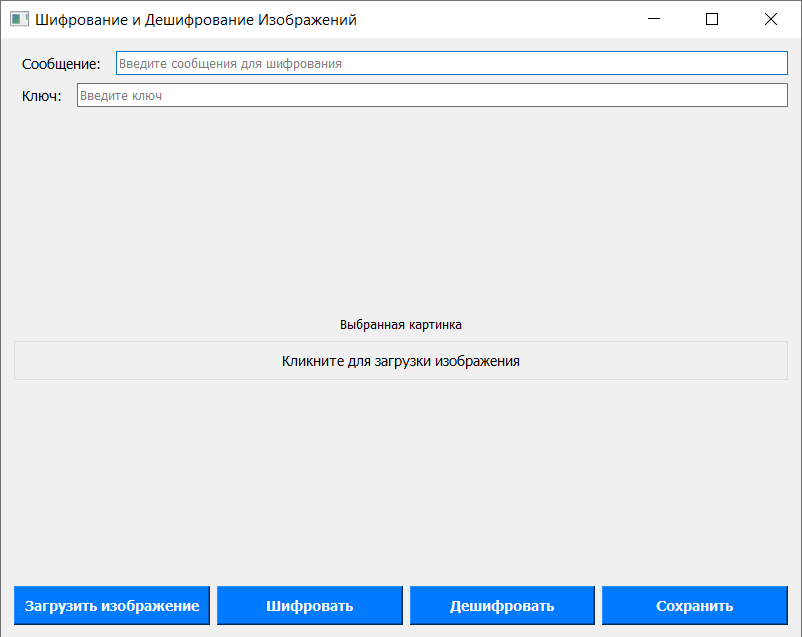 Шифрование и Дешифрование Изображений
Сообщение: Введите сообщения для шифрования
Ключ: Введите ключ
Выбранная картинка
Кликните для загрузки изображения
Загрузить изображение Шифровать Дешифровать Сохранить